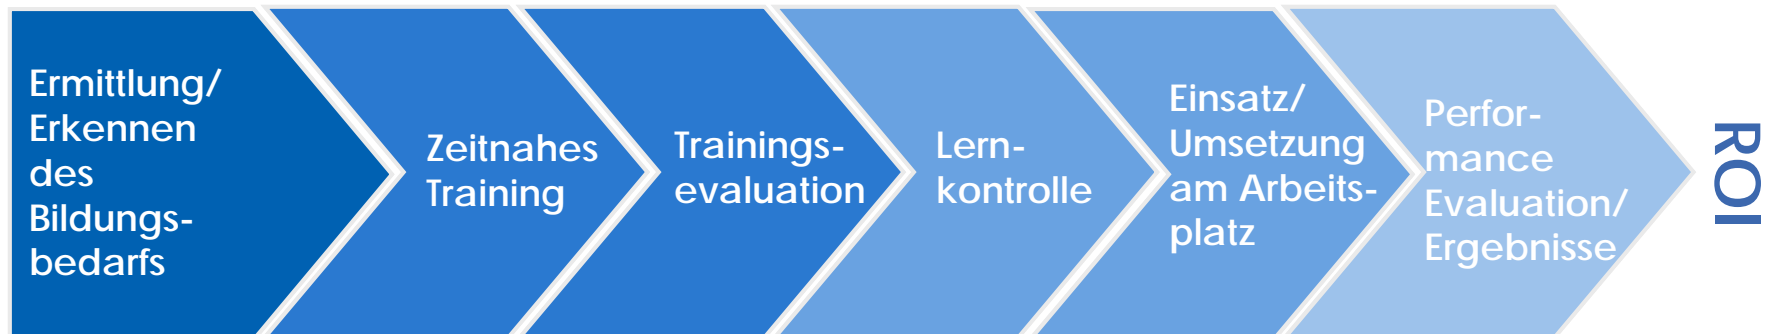 Ermittlung/
Erkennen
des
Bildungs-
bedarfs
Zeitnahes
Training
Trainings-
evaluation
Lern-
kontrolle
Einsatz/
Umsetzung
am Arbeits-
platz
Perfor-
mance
Evaluation/
Ergebnisse
ROI